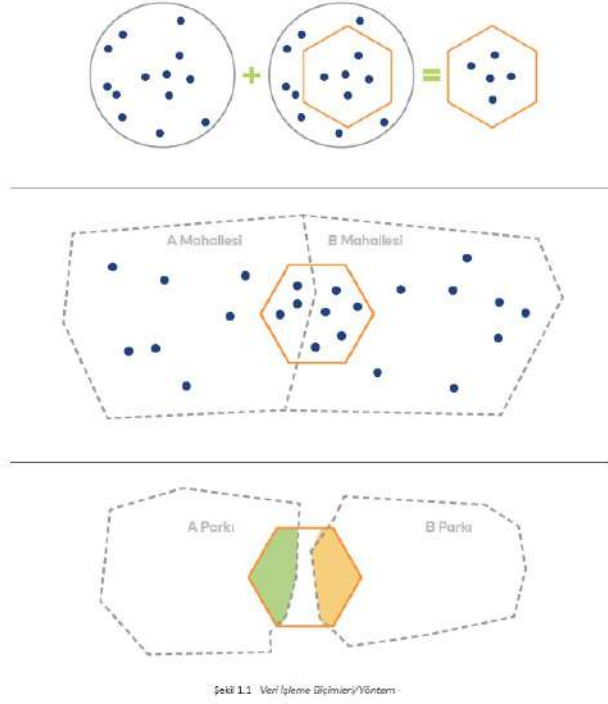 A Mahallesi
B Mahallesi
A Parkı
B Parkı
Şekil 1.1 Veri İşleme Biçimleri/Yöntem